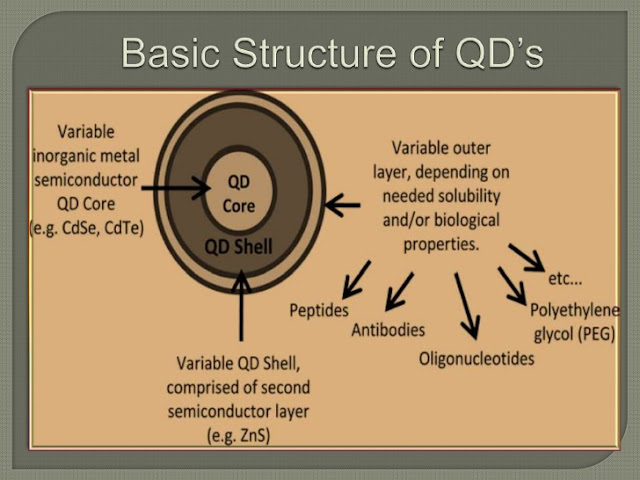 Basic Structure of QD's
Variable
inorganic metal
semiconductor
QD Core
(e.g. CdSe, CdTe)
QD
Core
QD Shell
Variable outer
layer, depending on
needed solubility
and/or biological
properties.
Peptides
Antibodies
Oligonucleotides
Polyethylene
glycol (PEG)
etc...
Variable QD Shell,
comprised of second
semiconductor layer
(e.g. ZnS)